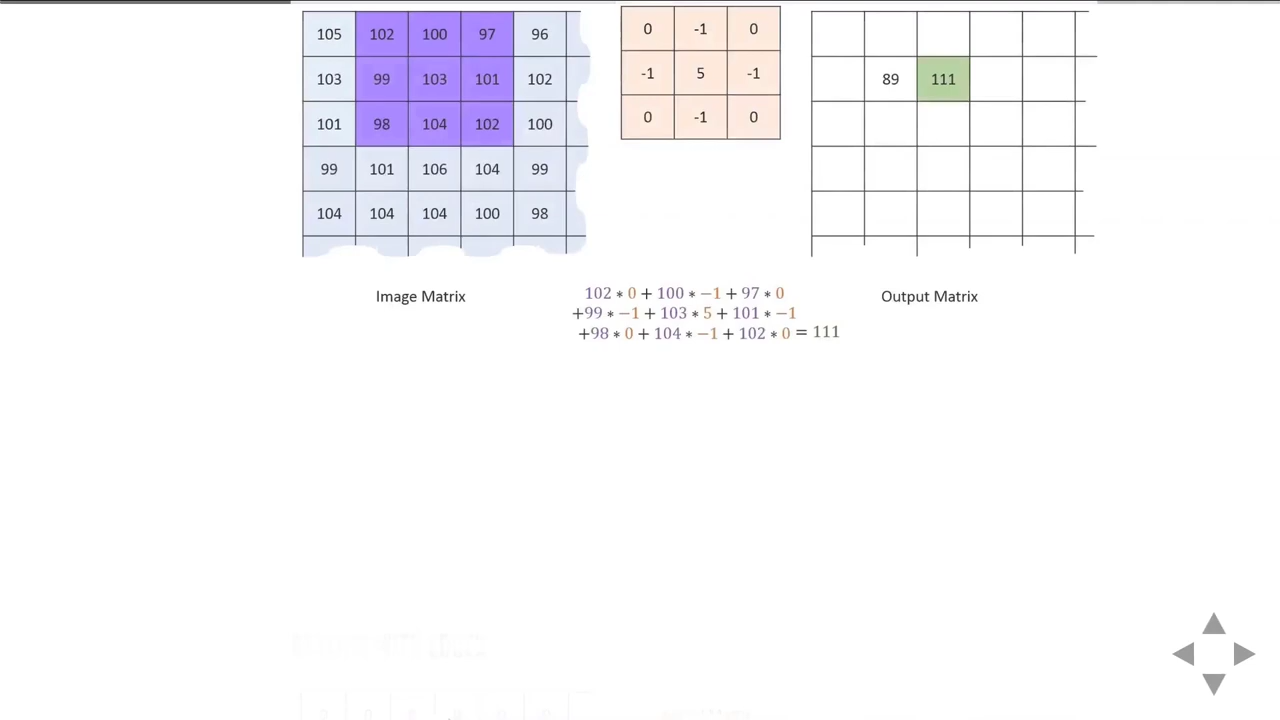 105 102 100 97 96
103 99 103 101 102
101 98 104 102 100
99 101 106 104 99
104 104 104 100 98
0 -1 0
-1 5 -1
0 -1 0
89 111
Image Matrix
102 * 0 + 100 * −1 + 97 * 0
+99 * −1 + 103 * 5 + 101 * −1
+98 * 0 + 104 * −1 + 102 * 0 = 111
Output Matrix